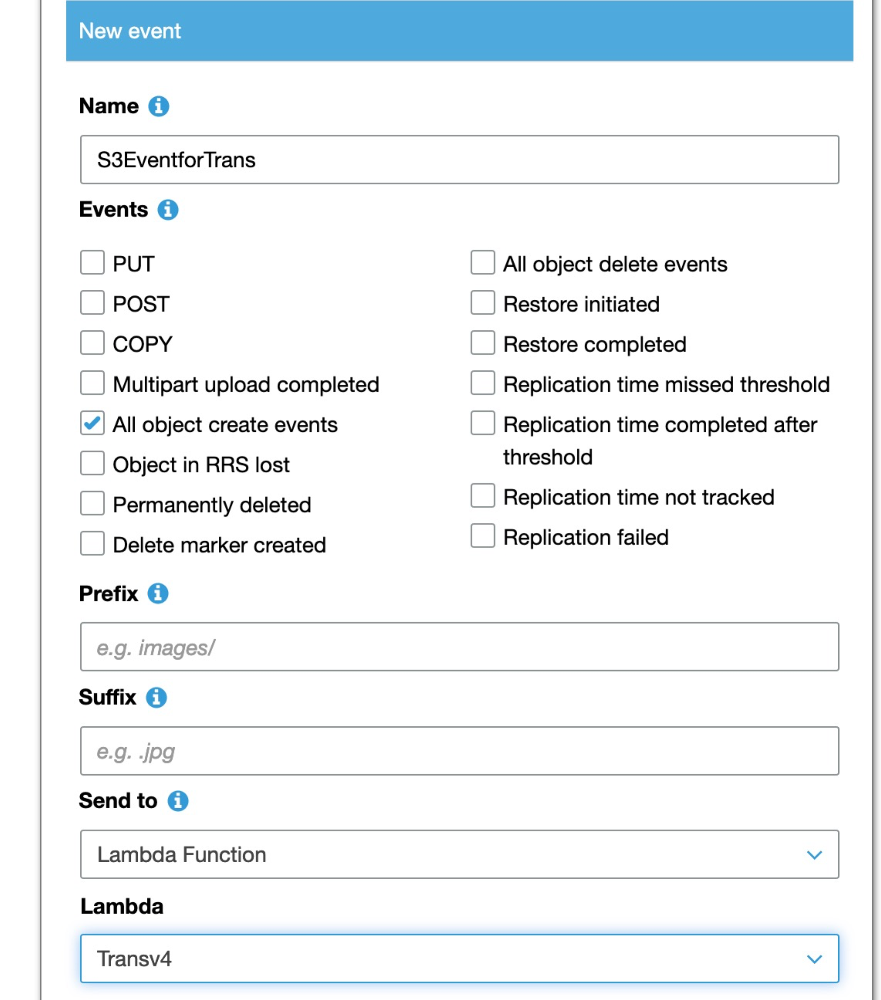 New event
Name
S3EventforTrans
Events
PUT
POST
COPY
Multipart upload completed
All object create events
Object in RRS lost
Permanently deleted
Delete marker created
All object delete events
Restore initiated
Restore completed
Replication time missed threshold
Replication time completed after
threshold
Replication time not tracked
Replication failed
Prefix
e.g. images/
Suffix
e.g. .jpg
Send to
Lambda Function
Lambda
Transv4